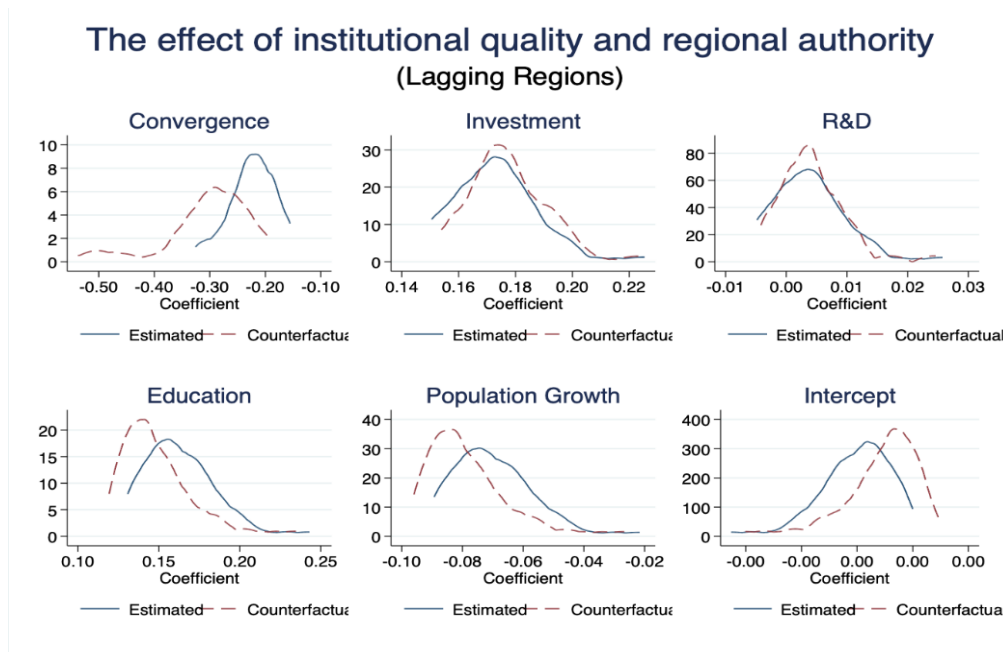 The effect of institutional quality and regional authority
(Lagging Regions)
Convergence
10
8
6
4
2
0
-0.50 -0.40 -0.30 -0.20 -0.10
Coefficient
Estimated Counterfactua
Investment
30
20
10
0
0.14 0.16 0.18 0.20 0.22
Coefficient
Estimated Counterfactua
R&D
80
60
40
20
0
-0.01 0.00 0.01 0.02 0.03
Coefficient
Estimated Counterfactual
Education
20
15
10
5
0
0.10 0.15 0.20 0.25
Coefficient
Estimated Counterfactua
Population Growth
40
30
20
10
0
-0.10 -0.08 -0.06 -0.04 -0.02
Coefficient
Estimated Counterfactua
Intercept
400
300
200
100
0
-0.00 -0.00 0.00 0.00 0.00
Coefficient
Estimated Counterfactua